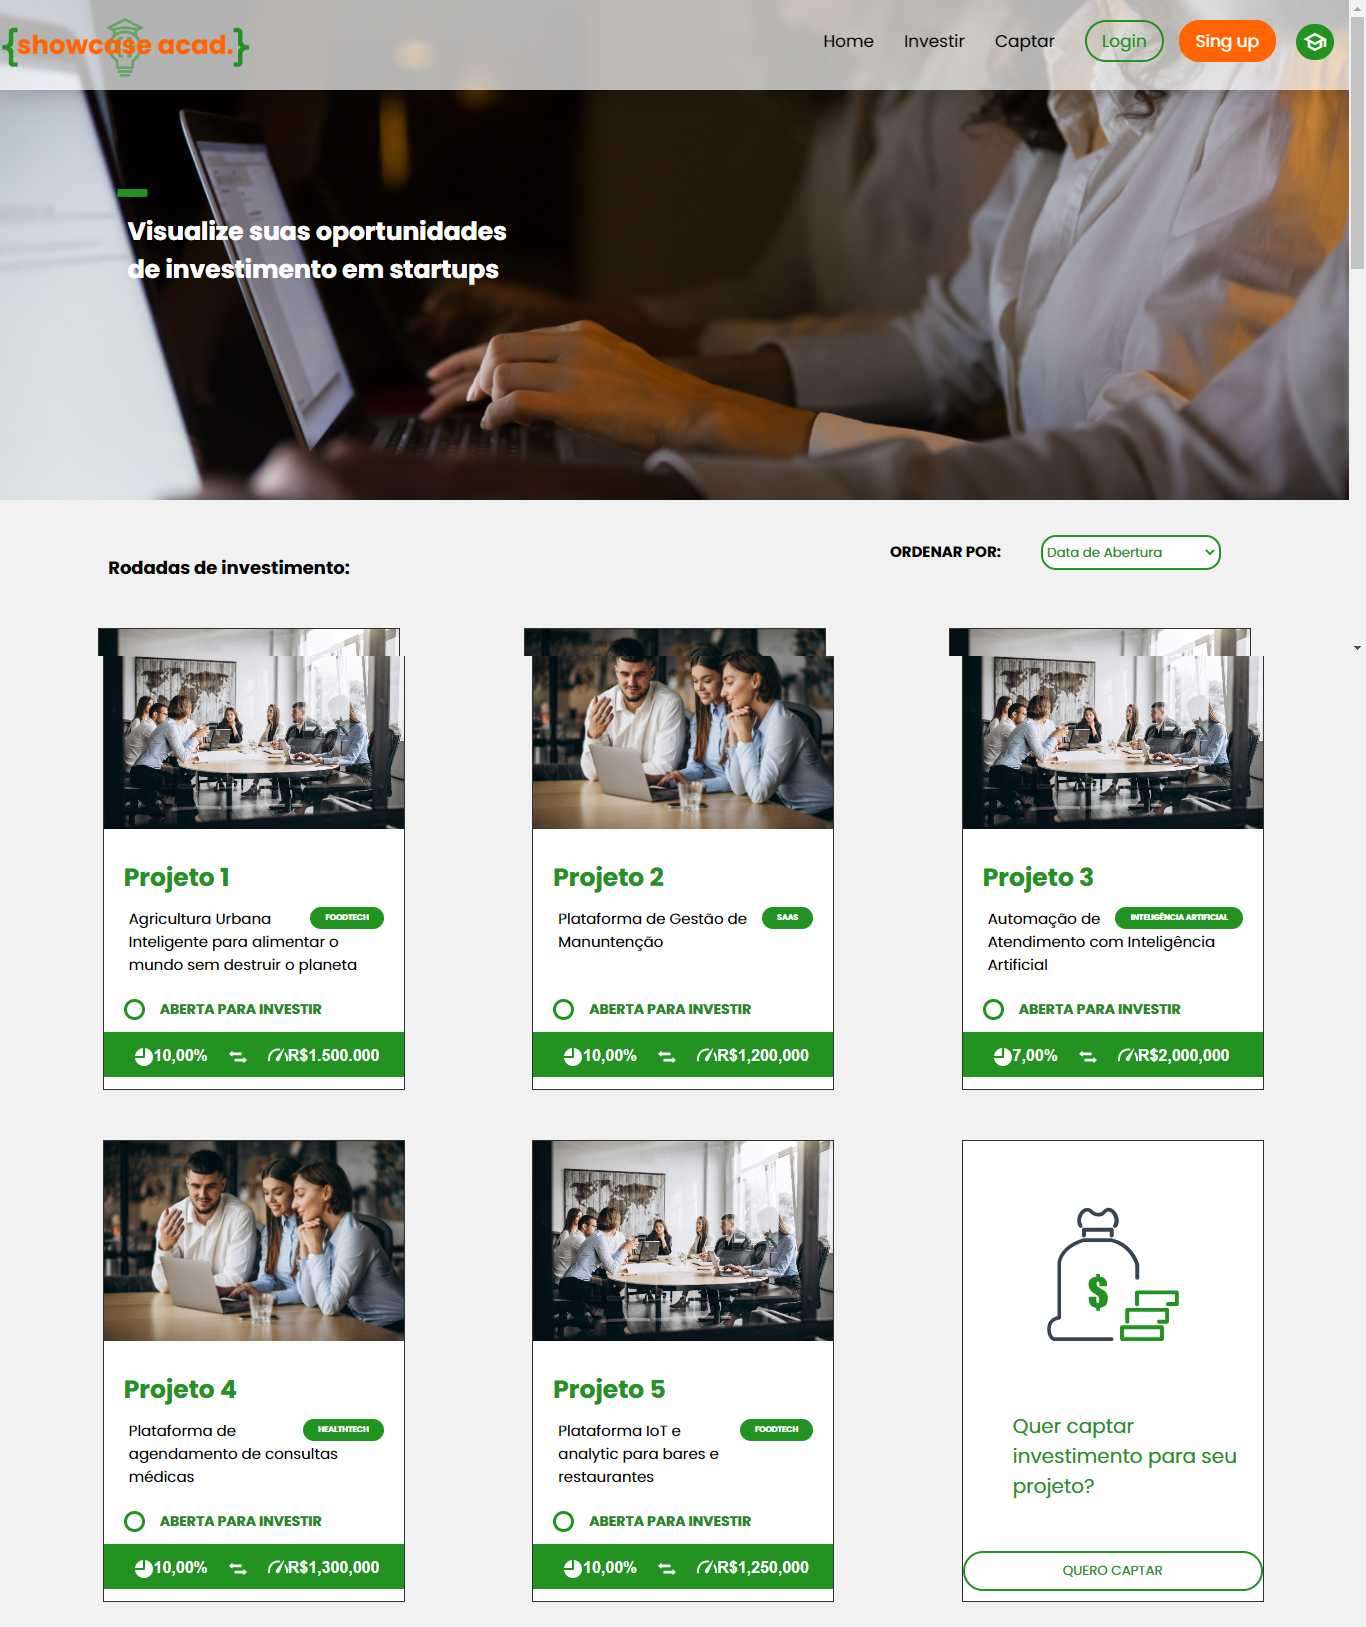 {showcase acad.}
Home Investir Captar Login Sing up
Visualize suas oportunidades
de investimento em startups
ORDENAR POR: Data de Abertura
Rodadas de investimento:
Projeto 1
Agricultura Urbana FOODTECH
Inteligente para alimentar o
mundo sem destruir o planeta
ABERTA PARA INVESTIR
10,00% R$1.500.000
Projeto 2
Plataforma de Gestão de SAAS
Manuntenção
ABERTA PARA INVESTIR
10,00% R$1,200,000
Projeto 3
Automação de INTELIGÊNCIA ARTIFICIAL
Atendimento com Inteligência
Artificial
ABERTA PARA INVESTIR
7,00% R$2,000,000
Projeto 4
Plataforma de HEALTHTECH
agendamento de consultas
médicas
ABERTA PARA INVESTIR
10,00% R$1,300,000
Projeto 5
Plataforma IoT e FOODTECH
analytic para bares e
restaurantes
ABERTA PARA INVESTIR
10,00% R$1,250,000
$
Quer captar
investimento para seu
projeto?
QUERO CAPTAR